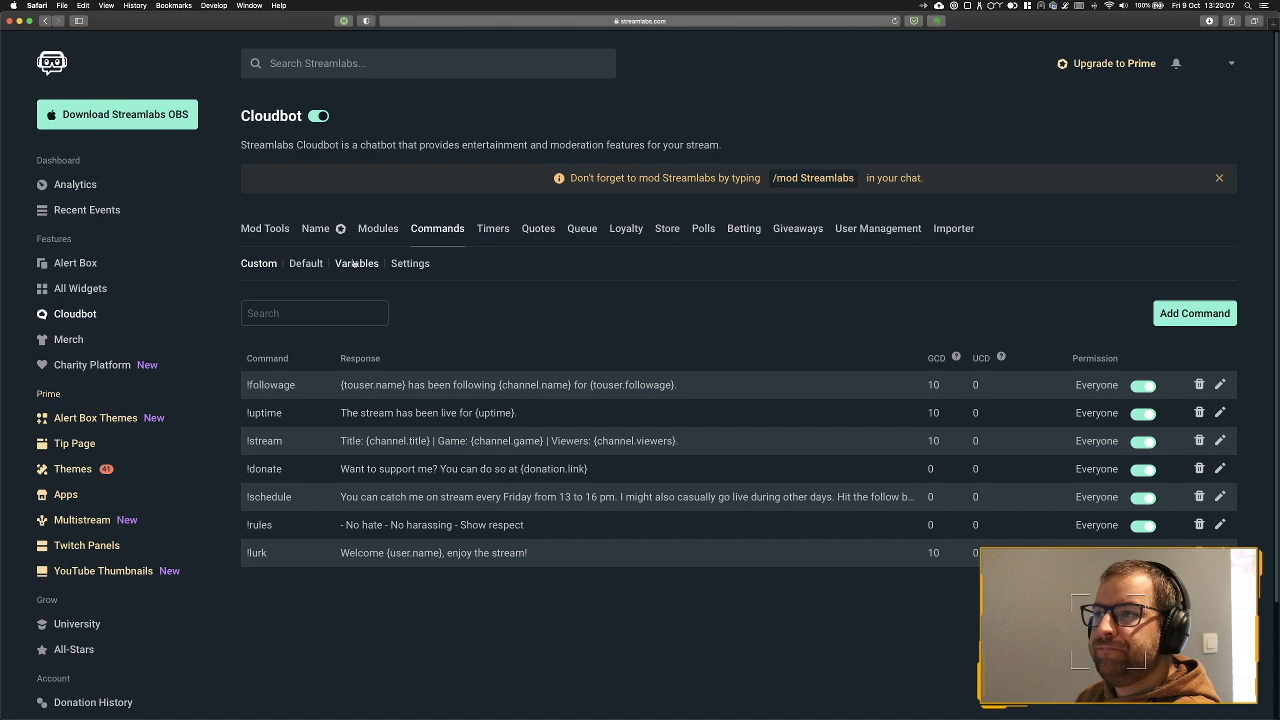 Safari File Edit View History Bookmarks Develop Window Help 100% Fri 9 Oct 13:20:07
streamlabs.com
Search Streamlabs...
Upgrade to Prime
Download Streamlabs OBS
Dashboard
Analytics
Recent Events
Features
Alert Box
All Widgets
Cloudbot
Merch
Charity Platform New
Prime
Alert Box Themes New
Tip Page
Themes 41
Apps
Multistream New
Twitch Panels
YouTube Thumbnails New
Grow
University
All-Stars
Account
Donation History
Cloudbot
Streamlabs Cloudbot is a chatbot that provides entertainment and moderation features for your stream.
Don't forget to mod Streamlabs by typing /mod Streamlabs in your chat.
Mod Tools Name Modules Commands Timers Quotes Queue Loyalty Store Polls Betting Giveaways User Management Importer
Custom Default Variables Settings
Search
Add Command
Command Response GCD ? UCD ? Permission
!followage {touser.name} has been following {channel.name} for {touser.followage}. 10 0 Everyone
!uptime The stream has been live for {uptime}. 10 0 Everyone
!stream Title: {channel.title} | Game: {channel.game} | Viewers: {channel.viewers}. 10 0 Everyone
!donate Want to support me? You can do so at {donation.link} 0 0 Everyone
!schedule You can catch me on stream every Friday from 13 to 16 pm. I might also casually go live during other days. Hit the follow b... 0 0 Everyone
!rules - No hate - No harassing - Show respect 0 0 Everyone
!lurk Welcome {user.name}, enjoy the stream! 10 0